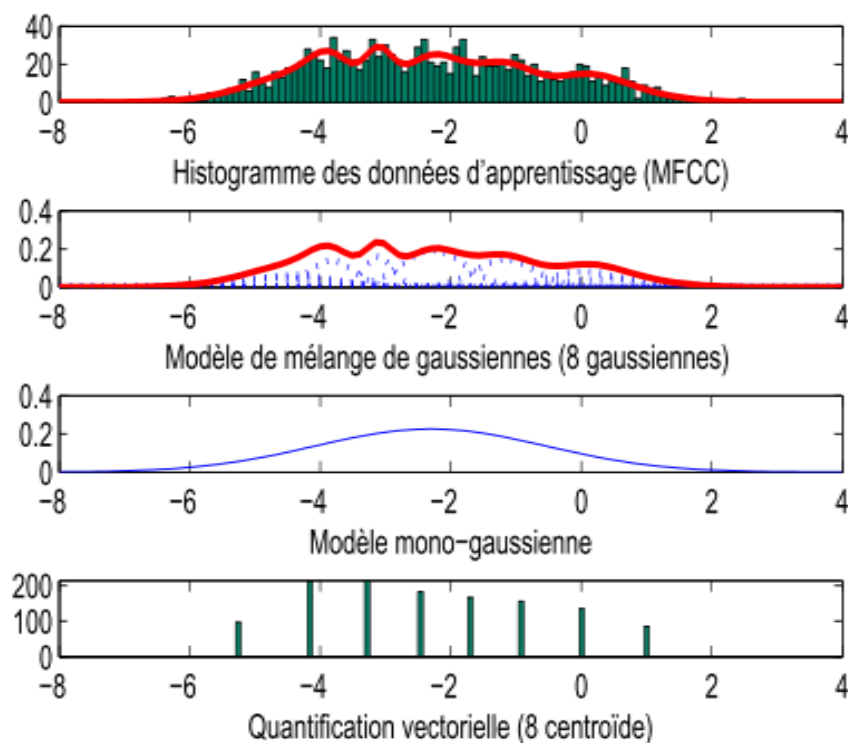 40
20
0
−8 −6 −4 −2 0 2 4
Histogramme des données d'apprentissage (MFCC)
0.4
0.2
0
−8 −6 −4 −2 0 2 4
Modèle de mélange de gaussiennes (8 gaussiennes)
0.4
0.2
0
−8 −6 −4 −2 0 2 4
Modèle mono−gaussienne
200
100
0
−8 −6 −4 −2 0 2 4
Quantification vectorielle (8 centroïde)